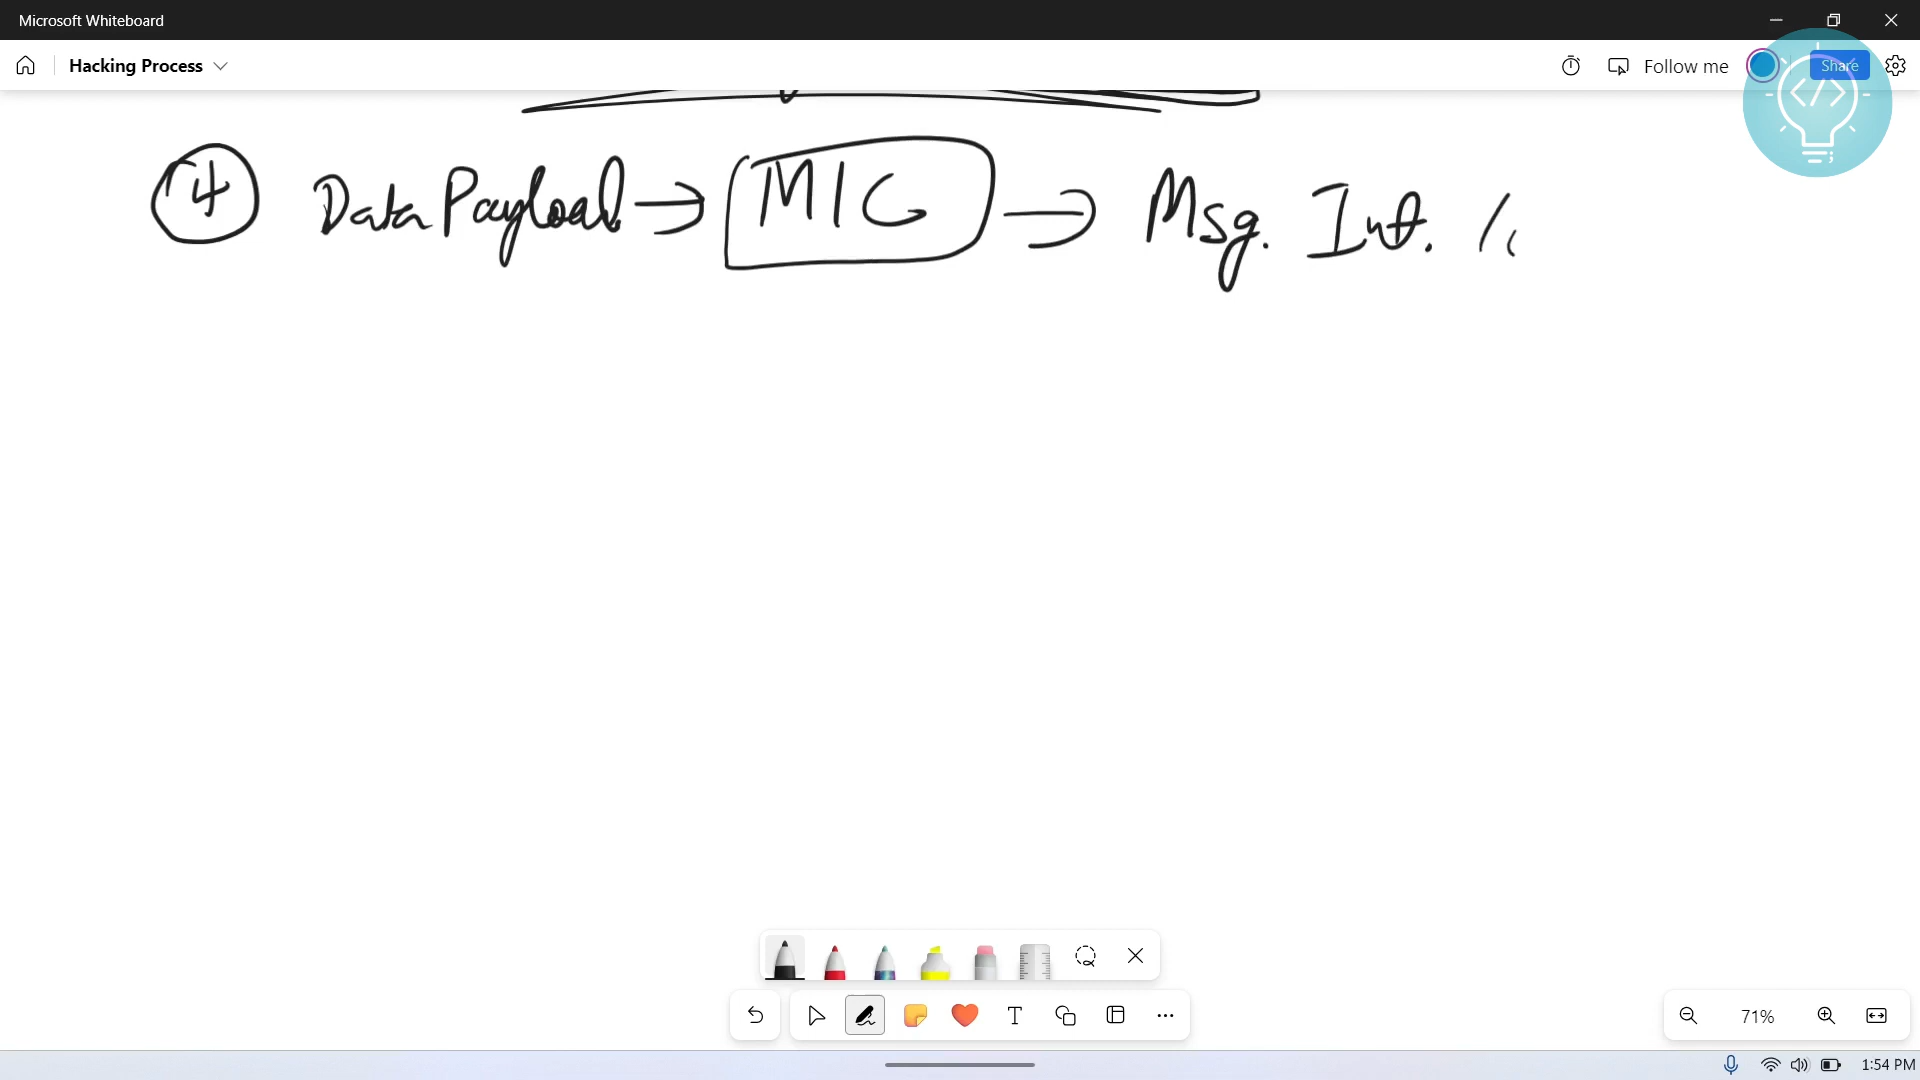 Microsoft Whiteboard
Hacking Process
Follow me
Share
4 Data Payload → MIC → Msg. Int.
71%
1:54 PM